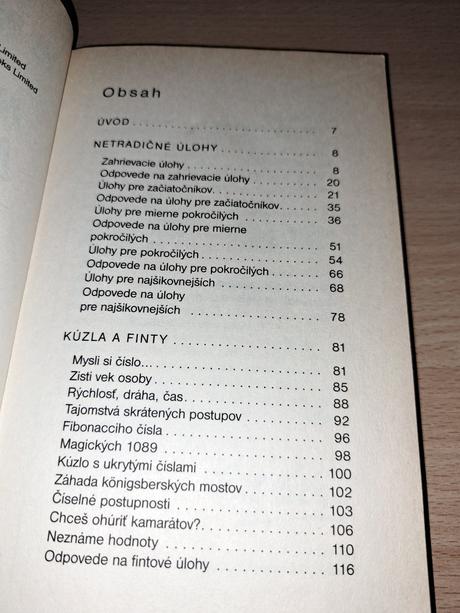 Limited
ks Limited
Obsah
ÚVOD 7
NETRADIČNÉ ÚLOHY 8
Zahrievacie úlohy 8
Odpovede na zahrievacie úlohy 20
Úlohy pre začiatočníkov. 21
Odpovede na úlohy pre začiatočníkov 35
Úlohy pre mierne pokročilých 36
Odpovede na úlohy pre mierne
pokročilých 51
Úlohy pre pokročilých 54
Odpovede na úlohy pre pokročilých 66
Úlohy pre najšikovnejších 68
Odpovede na úlohy
pre najšikovnejších 78
KÚZLA A FINTY 81
Mysli si číslo... 81
Zisti vek osoby 85
Rýchlosť, dráha, čas 88
Tajomstvá skrátených postupov 92
Fibonacciho čísla 96
Magických 1089 98
Kúzlo s ukrytými číslami 100
Záhada königsberských mostov 102
Číselné postupnosti 103
Chceš ohúriť kamarátov? 106
Neznáme hodnoty 110
Odpovede na fintové úlohy 116